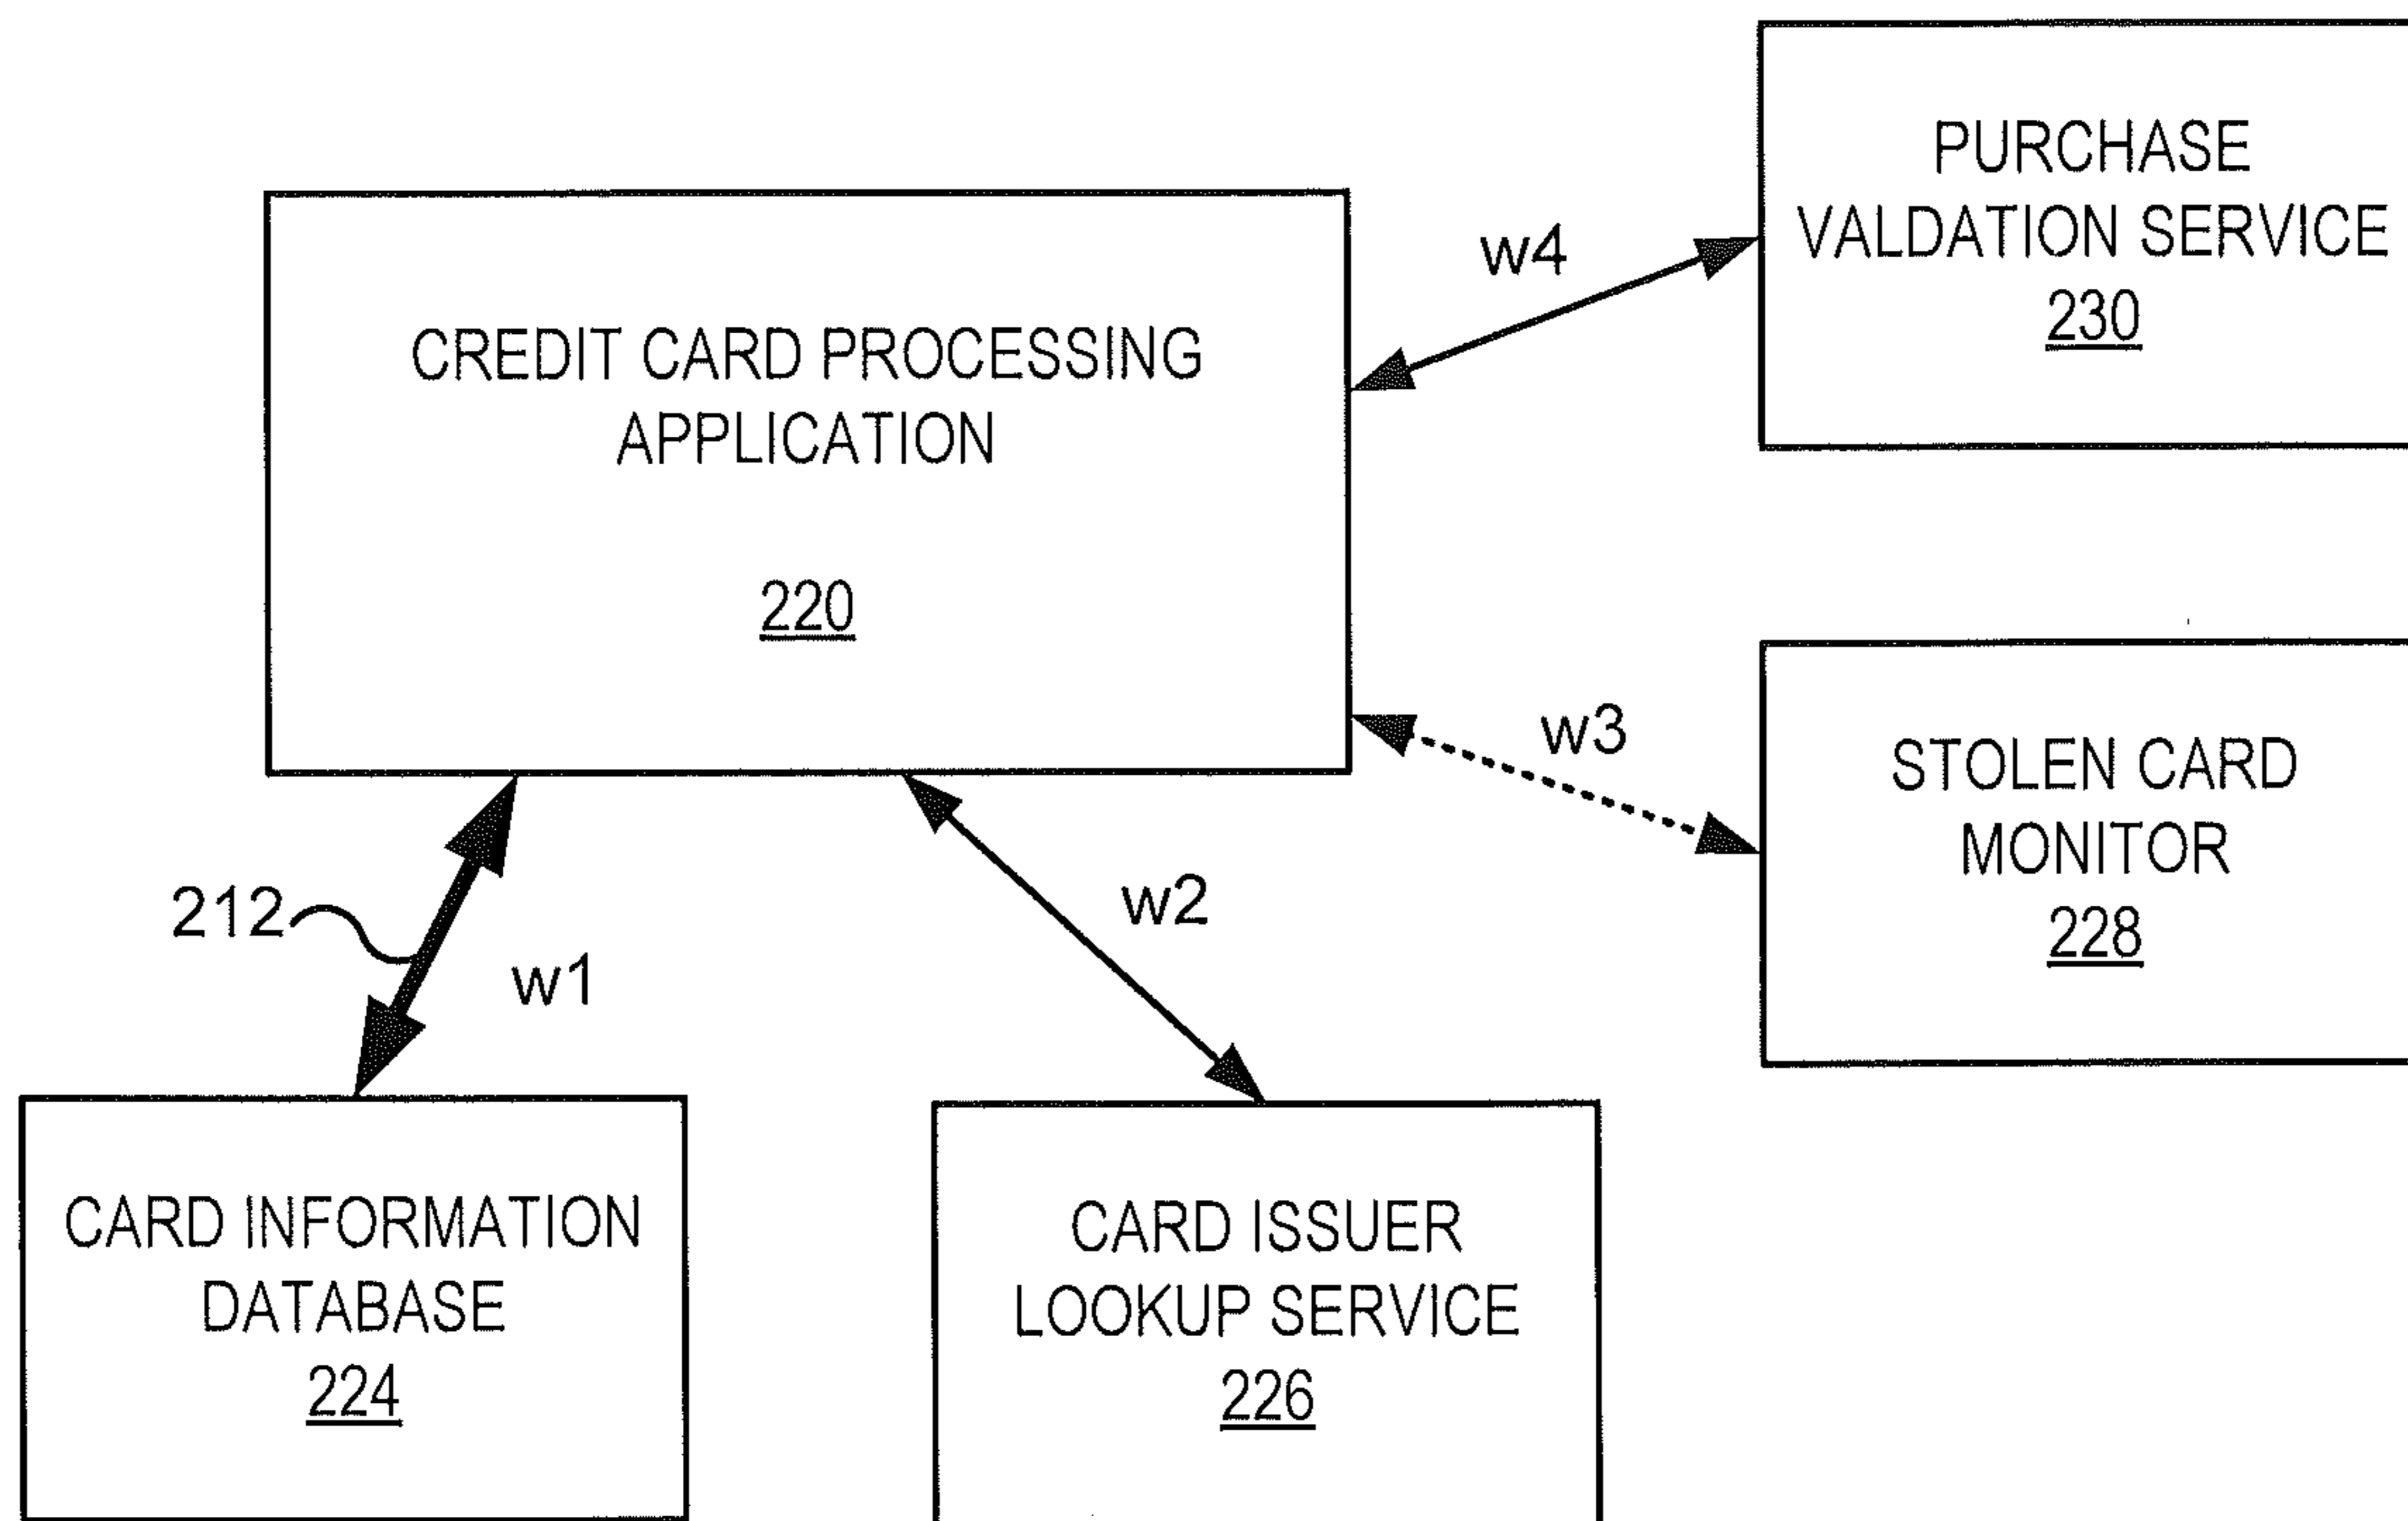 PURCHASE
VALDATION SERVICE
230
w4
CREDIT CARD PROCESSING
APPLICATION
220
w3
STOLEN CARD
MONITOR
228
212
w1
w2
CARD INFORMATION
DATABASE
224
CARD ISSUER
LOOKUP SERVICE
226